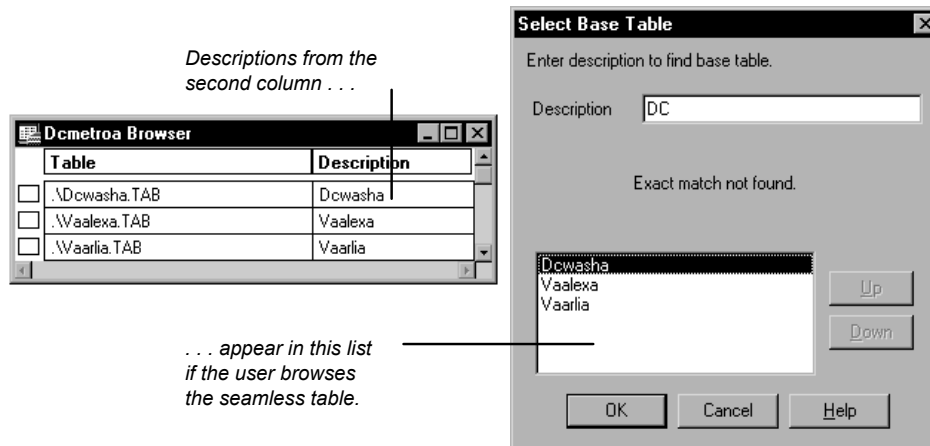 Descriptions from the
second column . . .
Dcmetroa Browser
Table Description
.\Dcwasha.TAB Dcwasha
.\Vaalexa.TAB Vaalexa
.\Vaarlia.TAB Vaarlia
. . . appear in this list
if the user browses
the seamless table.
Select Base Table
Enter description to find base table.
Description DC
Exact match not found.
Dcwasha
Vaalexa
Vaarlia
Up
Down
OK Cancel Help